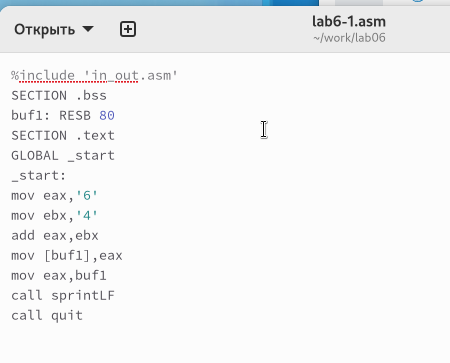 Открыть
lab6-1.asm
~/work/lab06
%include 'in_out.asm'
SECTION .bss
buf1: RESB 80
SECTION .text
GLOBAL _start
_start:
mov eax,'6'
mov ebx,'4'
add eax,ebx
mov [buf1],eax
mov eax,buf1
call sprintLF
call quit